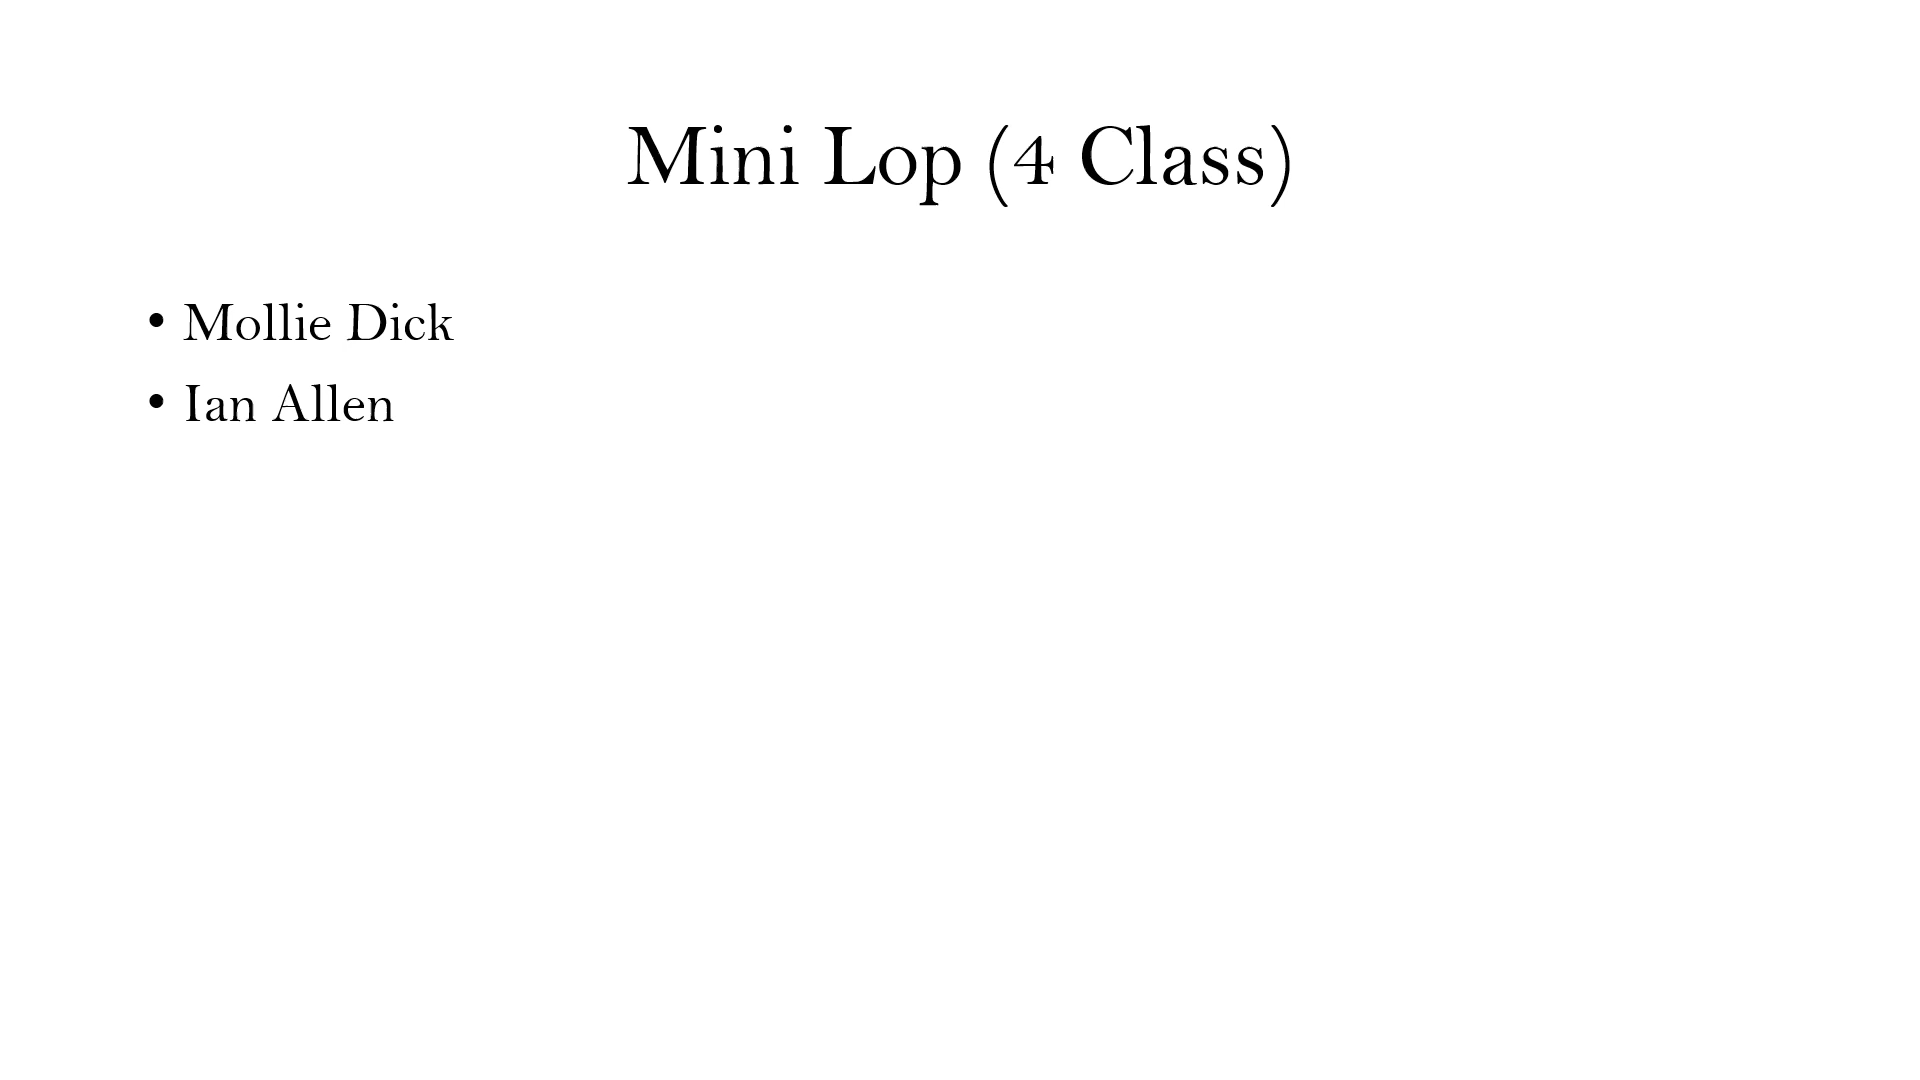 Mini Lop (4 Class)
• Mollie Dick
• Ian Allen